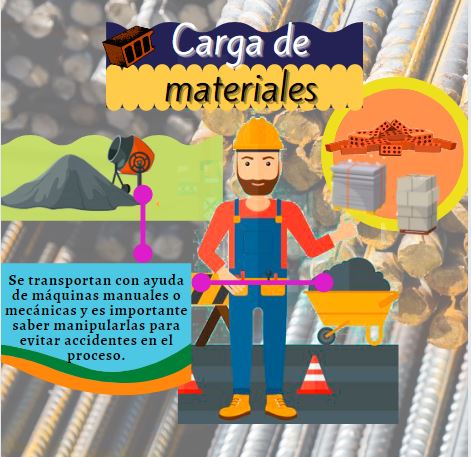 Carga de
materiales
Se transportan con ayuda
de máquinas manuales o
mecánicas y es importante
saber manipularlas para
evitar accidentes en el
proceso.